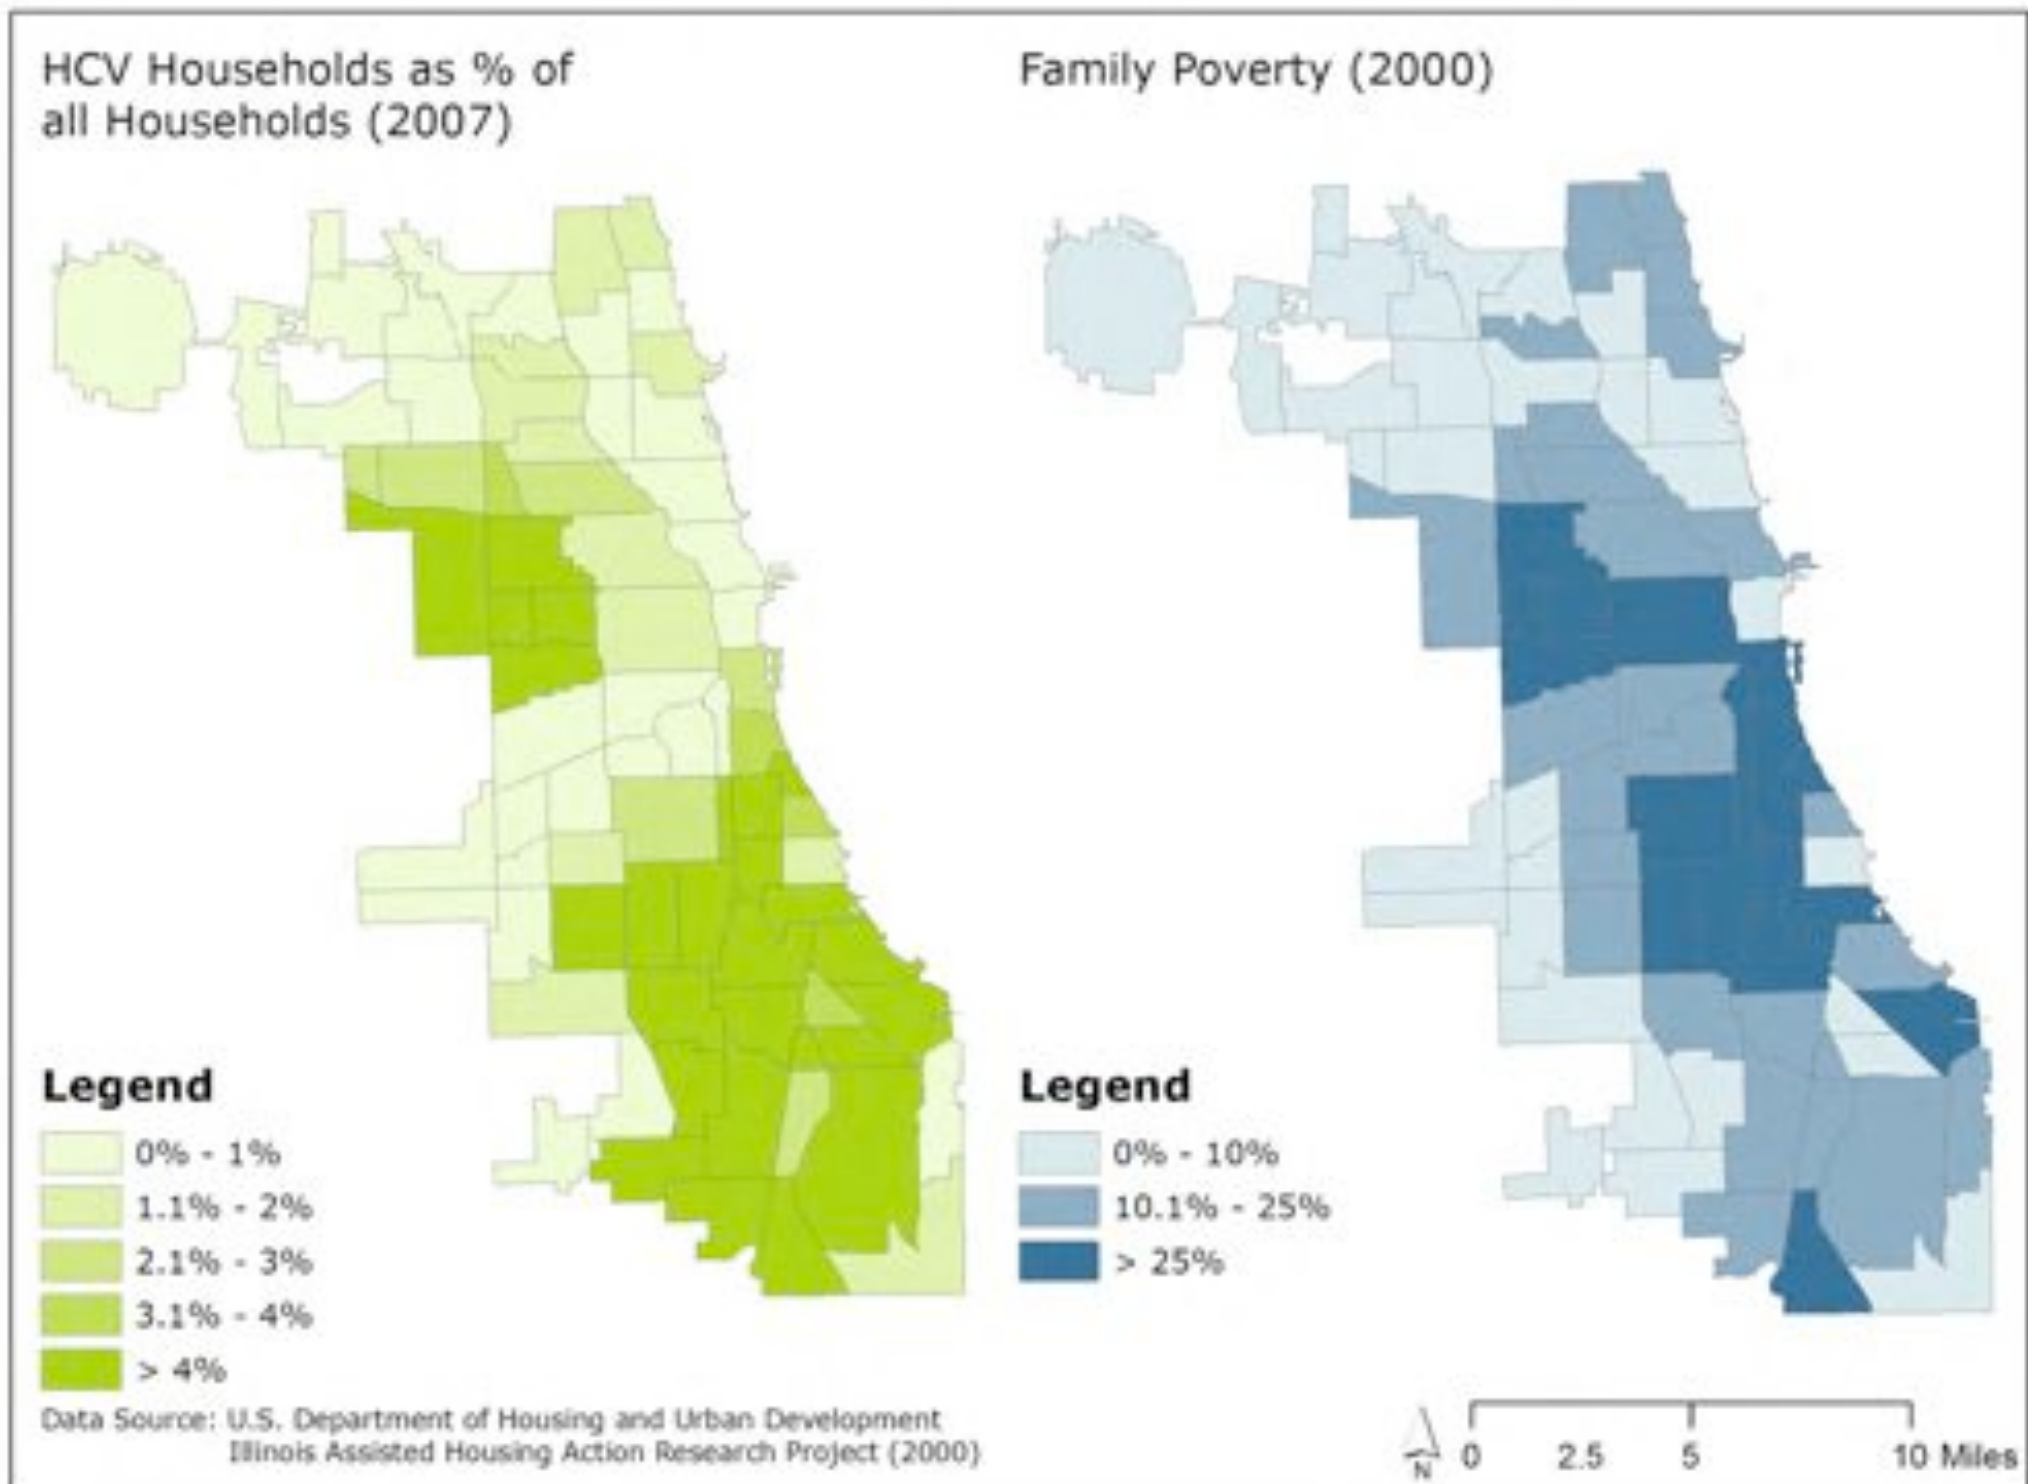 HCV Households as % of
all Households (2007)
Family Poverty (2000)
Legend
0% - 1%
1.1% - 2%
2.1% - 3%
3.1% - 4%
> 4%
Legend
0% - 10%
10.1% - 25%
> 25%
Data Source: U.S. Department of Housing and Urban Development
Illinois Assisted Housing Action Research Project (2000)
N
0 2.5 5 10 Miles